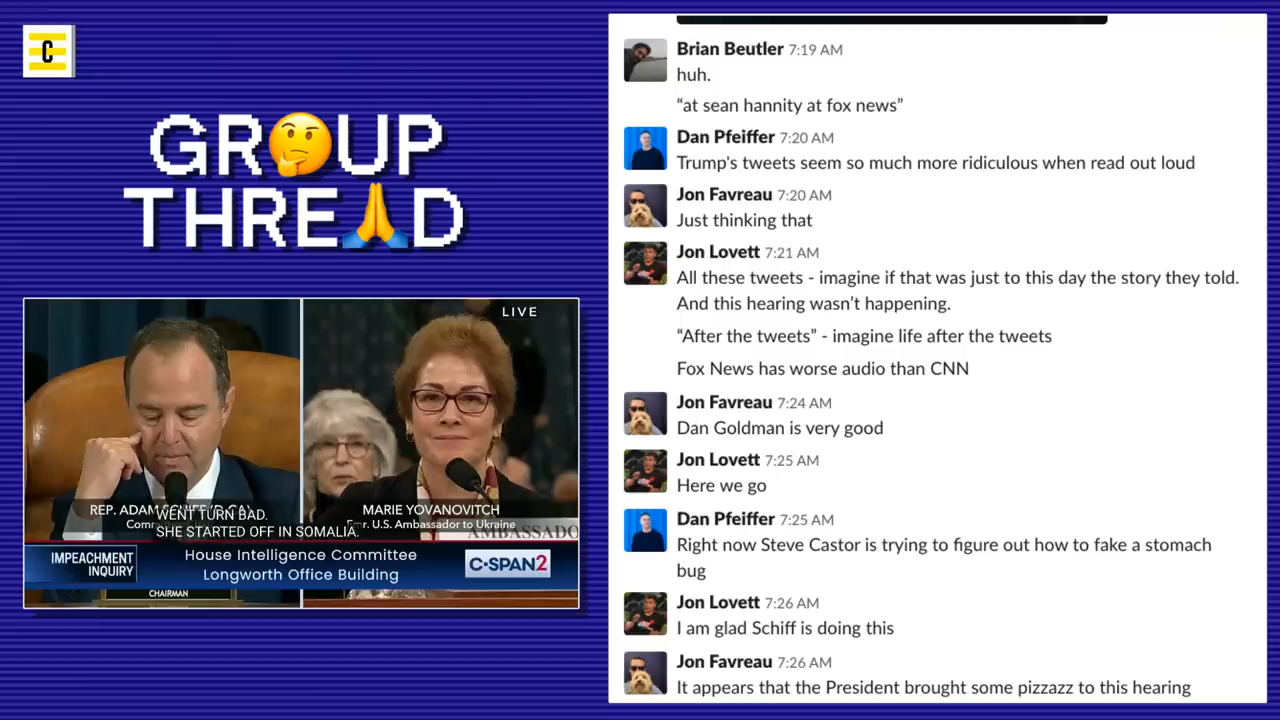 C
GR🤔UP
THRE🙏D
LIVE
REP. ADAM
WENT TURN BAD.
SHE STARTED OFF IN SOMALIA.
MARIE YOVANOVITCH
U.S. Ambassador to Ukraine
AMBASSADO
IMPEACHMENT
INQUIRY
House Intelligence Committee
Longworth Office Building
C-SPAN2
CHAIRMAN
Brian Beutler 7:19 AM
huh.
“at sean hannity at fox news”
Dan Pfeiffer 7:20 AM
Trump's tweets seem so much more ridiculous when read out loud
Jon Favreau 7:20 AM
Just thinking that
Jon Lovett 7:21 AM
All these tweets - imagine if that was just to this day the story they told.
And this hearing wasn’t happening.
“After the tweets” - imagine life after the tweets
Fox News has worse audio than CNN
Jon Favreau 7:24 AM
Dan Goldman is very good
Jon Lovett 7:25 AM
Here we go
Dan Pfeiffer 7:25 AM
Right now Steve Castor is trying to figure out how to fake a stomach
bug
Jon Lovett 7:26 AM
I am glad Schiff is doing this
Jon Favreau 7:26 AM
It appears that the President brought some pizzazz to this hearing